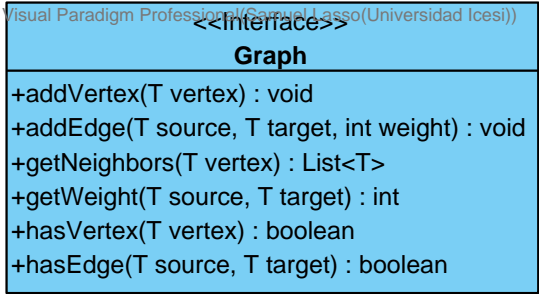 Visual Paradigm Professional(Samuel Lasso(Universidad Icesi))
<<Interface>>
Graph
+addVertex(T vertex) : void
+addEdge(T source, T target, int weight) : void
+getNeighbors(T vertex) : List<T>
+getWeight(T source, T target) : int
+hasVertex(T vertex) : boolean
+hasEdge(T source, T target) : boolean